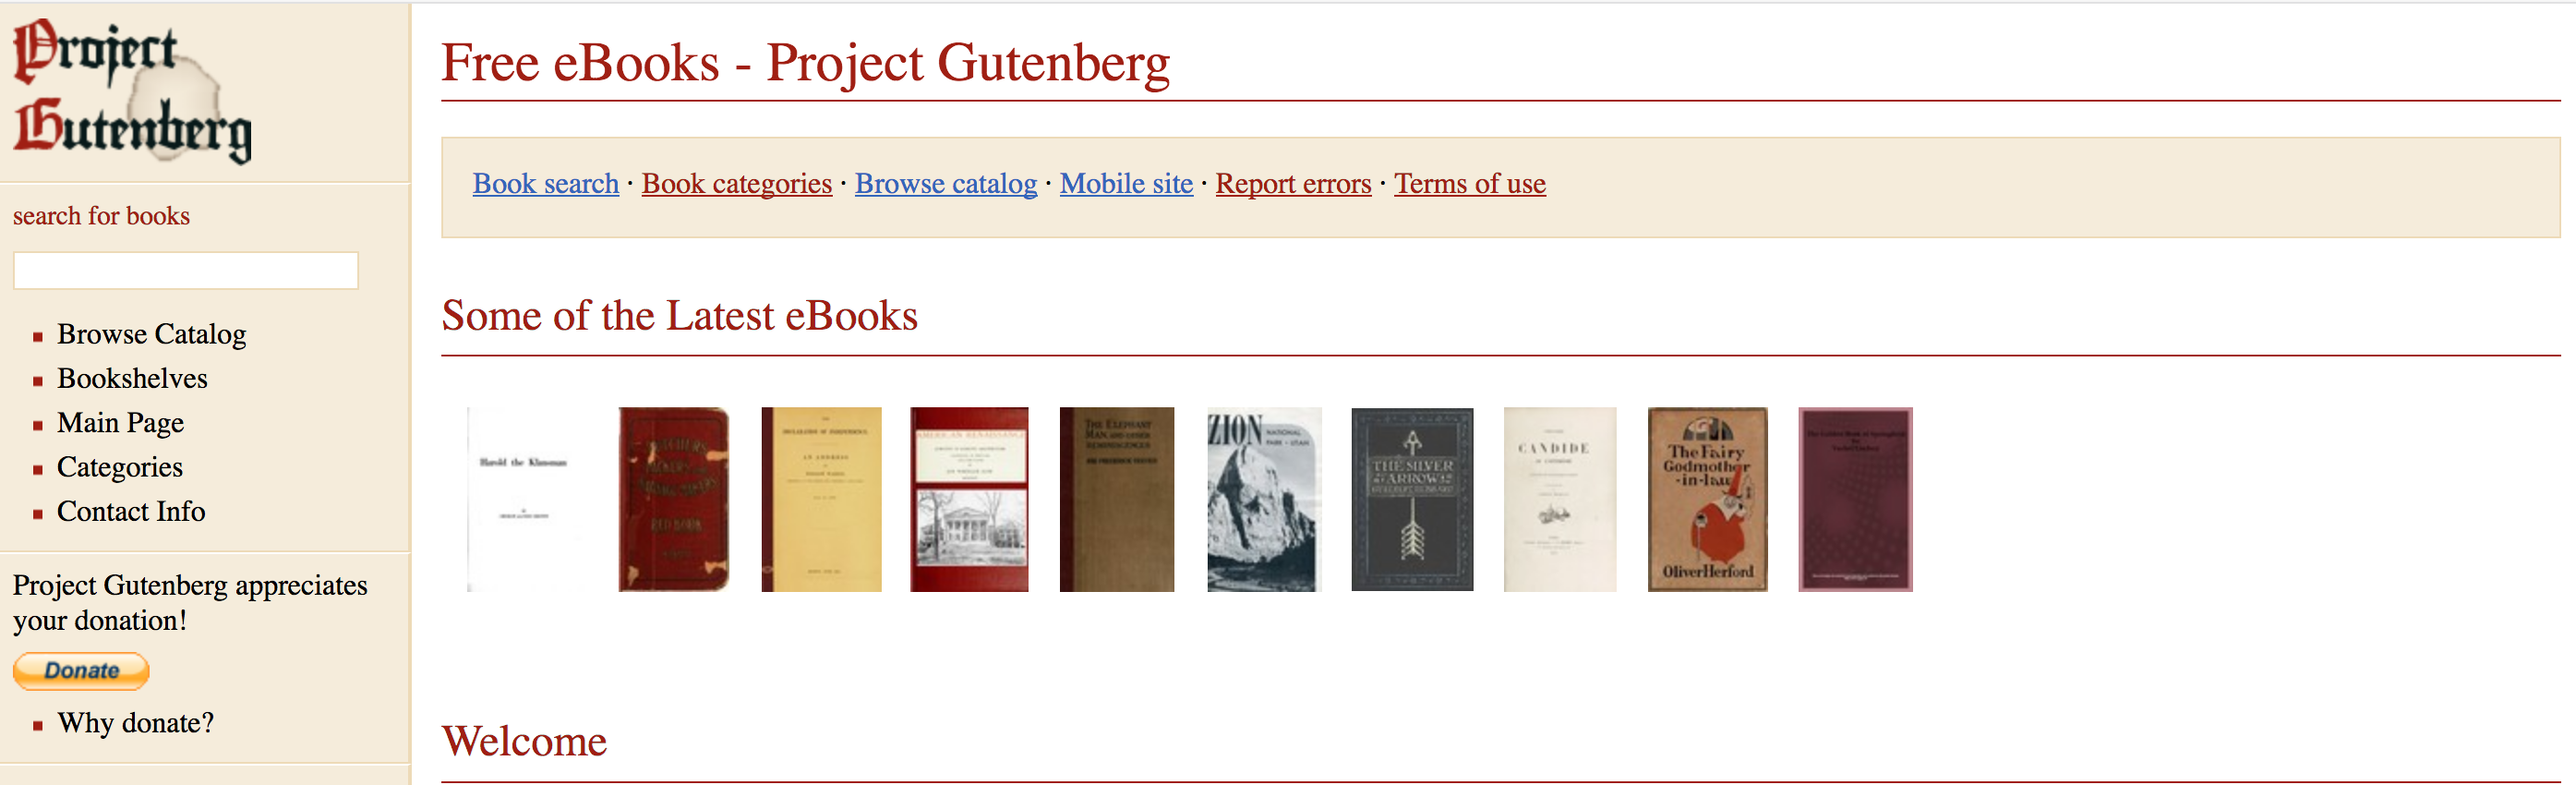 Project
Gutenberg
search for books
Browse Catalog
Bookshelves
Main Page
Categories
Contact Info
Project Gutenberg appreciates
your donation!
Donate
Why donate?
Free eBooks - Project Gutenberg
Book search · Book categories · Browse catalog · Mobile site · Report errors · Terms of use
Some of the Latest eBooks
Harold the Klansman
RED BOOK
DECLARATION OF INDEPENDENCE
AN ADDRESS
AMERICAN RENAISSANCE
THE ELEPHANT
MAN AND OTHER
REMINISCENCES
ZION NATIONAL
PARK - UTAH
THE SILVER
ARROW
CANDIDE
The Fairy
Godmother
-in-law
Oliver Herford
Welcome